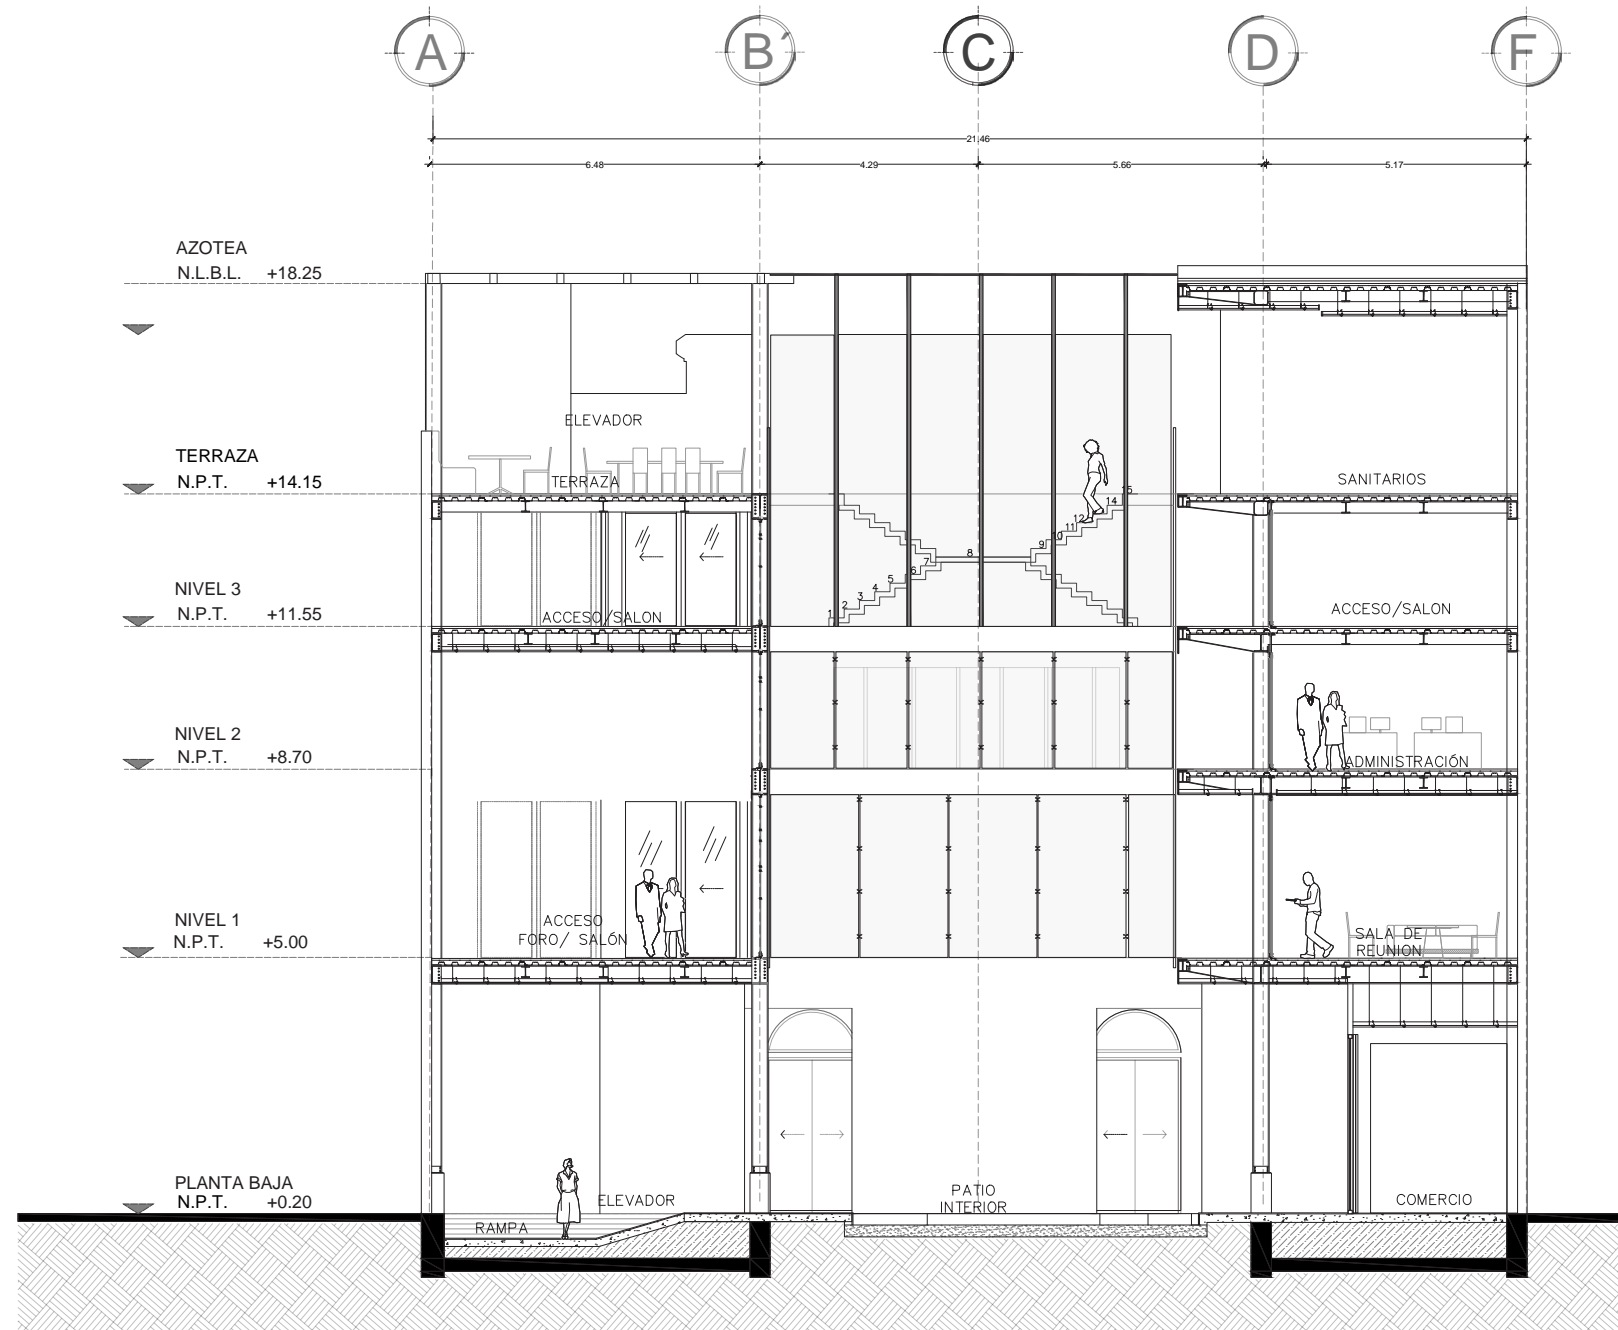 A B´ C D F
21.46
6.48 4.29 5.66 5.17
AZOTEA
N.L.B.L. +18.25
ELEVADOR
TERRAZA
N.P.T. +14.15
TERRAZA
SANITARIOS
15
14
12
11
10
9
8
7
6
5
4
3
2
1
NIVEL 3
N.P.T. +11.55
ACCESO/SALON
ACCESO/SALON
NIVEL 2
N.P.T. +8.70
ADMINISTRACIÓN
NIVEL 1
N.P.T. +5.00
ACCESO
FORO/ SALÓN
SALA DE
REUNION
PLANTA BAJA
N.P.T. +0.20
RAMPA
ELEVADOR
PATIO
INTERIOR
COMERCIO